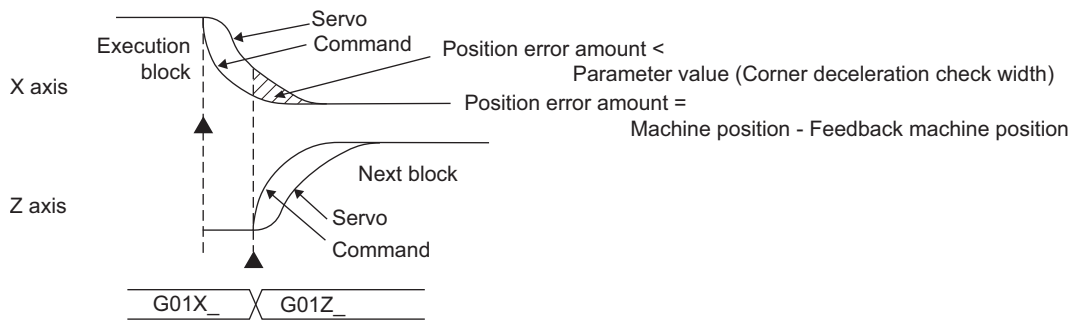 Servo
Command
Execution
block
Position error amount <
Parameter value (Corner deceleration check width)
X axis
Position error amount =
Machine position - Feedback machine position
Next block
Z axis
Servo
Command
G01X_
G01Z_